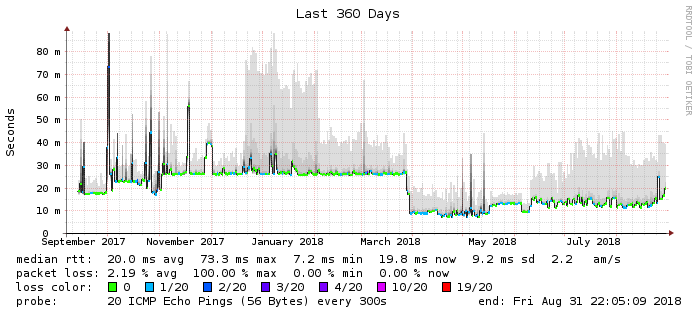 Last 360 Days
RRDTOOL / TOBI OETIKER
Seconds
80 m
70 m
60 m
50 m
40 m
30 m
20 m
10 m
0
September 2017 November 2017 January 2018 March 2018 May 2018 July 2018
median rtt: 20.0 ms avg 73.3 ms max 7.2 ms min 19.8 ms now 9.2 ms sd 2.2 am/s
packet loss: 2.19 % avg 100.00 % max 0.00 % min 0.00 % now
loss color: 0 1/20 2/20 3/20 4/20 10/20 19/20
probe: 20 ICMP Echo Pings (56 Bytes) every 300s end: Fri Aug 31 22:05:09 2018